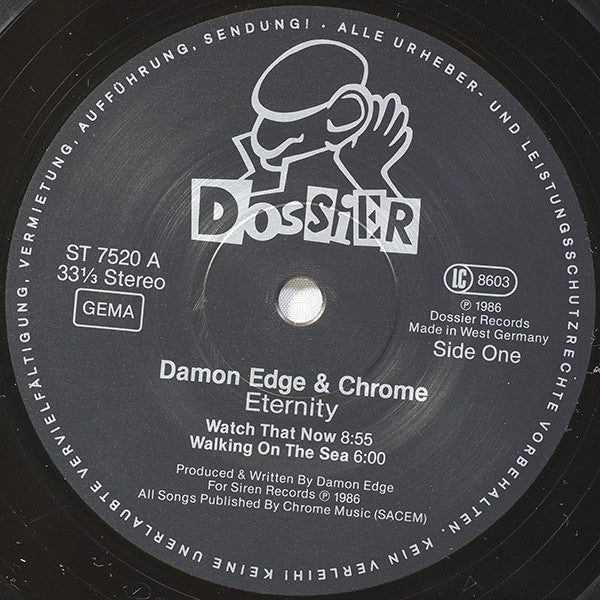 ALLE URHEBER- UND LEISTUNGSSCHUTZRECHTE VORBEHALTEN. KEIN VERLEIH! KEINE UNERLAUBTE VERVIELFÄLTIGUNG, VERMIETUNG, AUFFÜHRUNG, SENDUNG! ·
DOSSiER
ST 7520 A
33⅓ Stereo
GEMA
LC 8603
℗ 1986
Dossier Records
Made in West Germany
Side One
Damon Edge & Chrome
Eternity
Watch That Now 8:55
Walking On The Sea 6:00
Produced & Written By Damon Edge
For Siren Records ℗ 1986
All Songs Published By Chrome Music (SACEM)